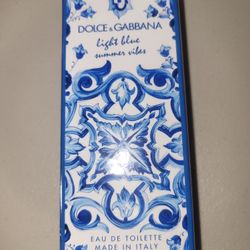 DOLCE & GABBANA
light blue
summer vibes
EAU DE TOILETTE
MADE IN ITALY